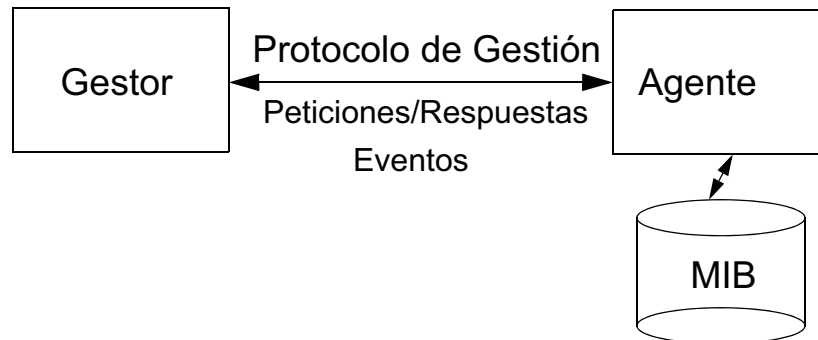 Protocolo de Gestión
Gestor
Agente
Peticiones/Respuestas
Eventos
MIB